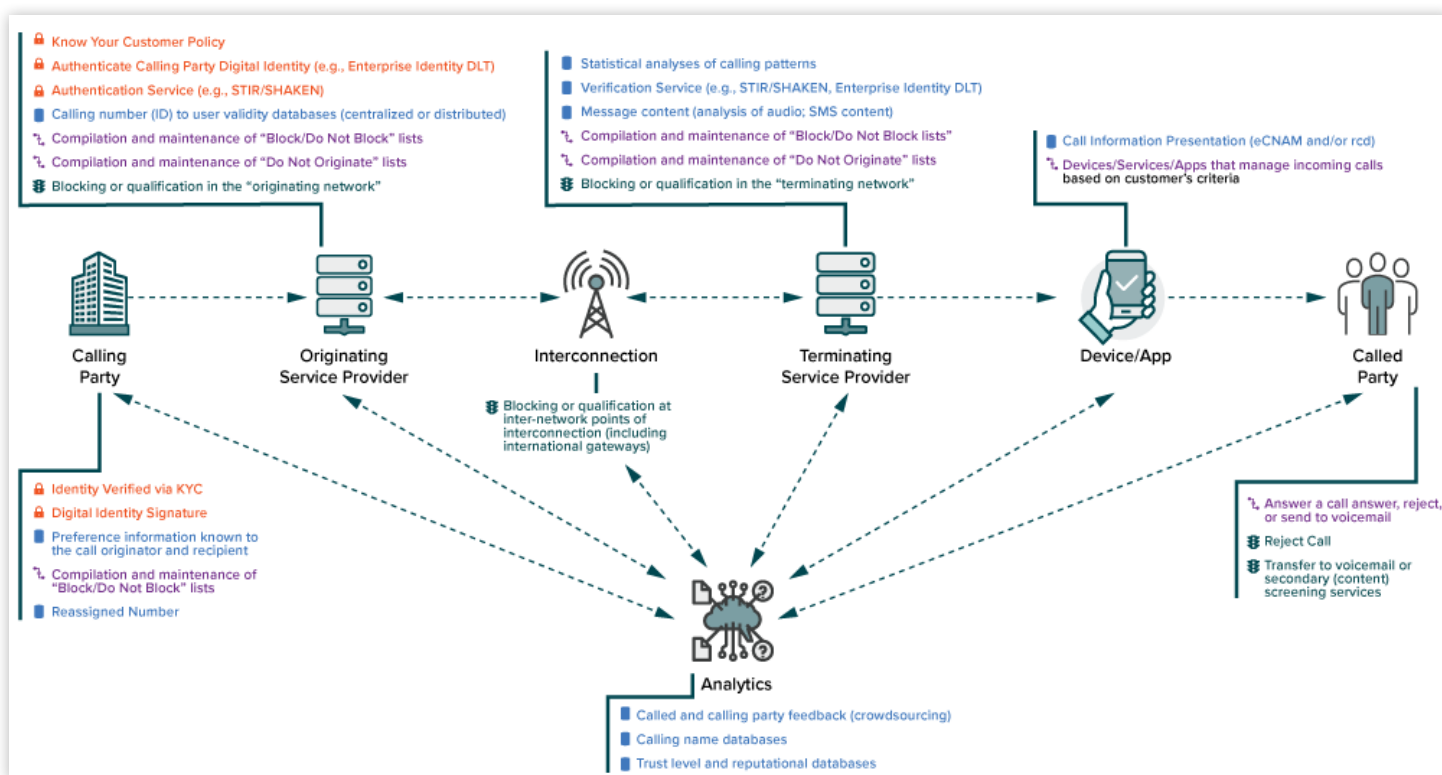 Know Your Customer Policy
Authenticate Calling Party Digital Identity (e.g., Enterprise Identity DLT)
Authentication Service (e.g., STIR/SHAKEN)
Calling number (ID) to user validity databases (centralized or distributed)
Compilation and maintenance of “Block/Do Not Block” lists
Compilation and maintenance of “Do Not Originate” lists
Blocking or qualification in the “originating network”
Statistical analyses of calling patterns
Verification Service (e.g., STIR/SHAKEN, Enterprise Identity DLT)
Message content (analysis of audio; SMS content)
Compilation and maintenance of “Block/Do Not Block lists”
Compilation and maintenance of “Do Not Originate” lists
Blocking or qualification in the “terminating network”
Call Information Presentation (eCNAM and/or rcd)
Devices/Services/Apps that manage incoming calls
based on customer's criteria
Calling
Party
Originating
Service Provider
Interconnection
Terminating
Service Provider
Device/App
Called
Party
Blocking or qualification at
inter-network points of
interconnection (including
international gateways)
Identity Verified via KYC
Digital Identity Signature
Preference information known to
the call originator and recipient
Compilation and maintenance of
“Block/Do Not Block” lists
Reassigned Number
Answer a call answer, reject,
or send to voicemail
Reject Call
Transfer to voicemail or
secondary (content)
screening services
Analytics
Called and calling party feedback (crowdsourcing)
Calling name databases
Trust level and reputational databases